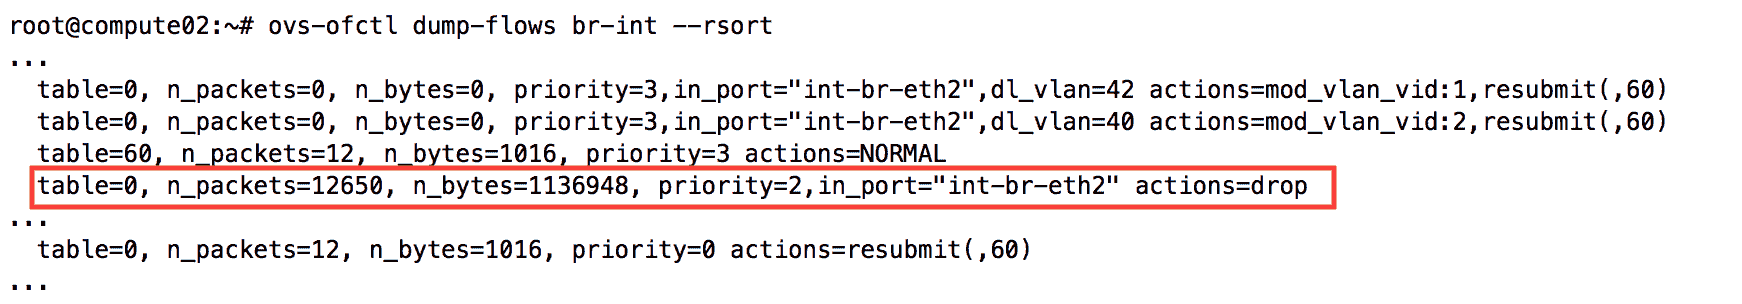 root@compute02:~# ovs-ofctl dump-flows br-int --rsort
...
table=0, n_packets=0, n_bytes=0, priority=3,in_port="int-br-eth2",dl_vlan=42 actions=mod_vlan_vid:1,resubmit(,60)
table=0, n_packets=0, n_bytes=0, priority=3,in_port="int-br-eth2",dl_vlan=40 actions=mod_vlan_vid:2,resubmit(,60)
table=60, n_packets=12, n_bytes=1016, priority=3 actions=NORMAL
table=0, n_packets=12650, n_bytes=1136948, priority=2,in_port="int-br-eth2" actions=drop
...
table=0, n_packets=12, n_bytes=1016, priority=0 actions=resubmit(,60)
...